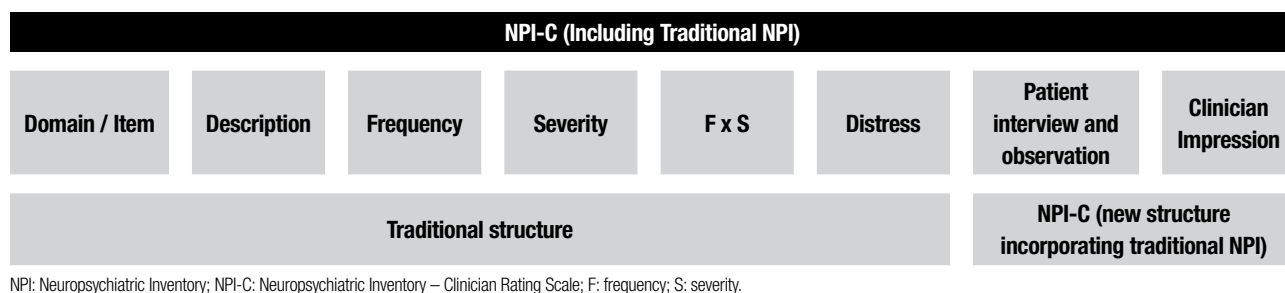 NPI-C (Including Traditional NPI)
Domain / Item
Description
Frequency
Severity
F x S
Distress
Patient
interview and
observation
Clinician
Impression
Traditional structure
NPI-C (new structure
incorporating traditional NPI)
NPI: Neuropsychiatric Inventory; NPI-C: Neuropsychiatric Inventory – Clinician Rating Scale; F: frequency; S: severity.